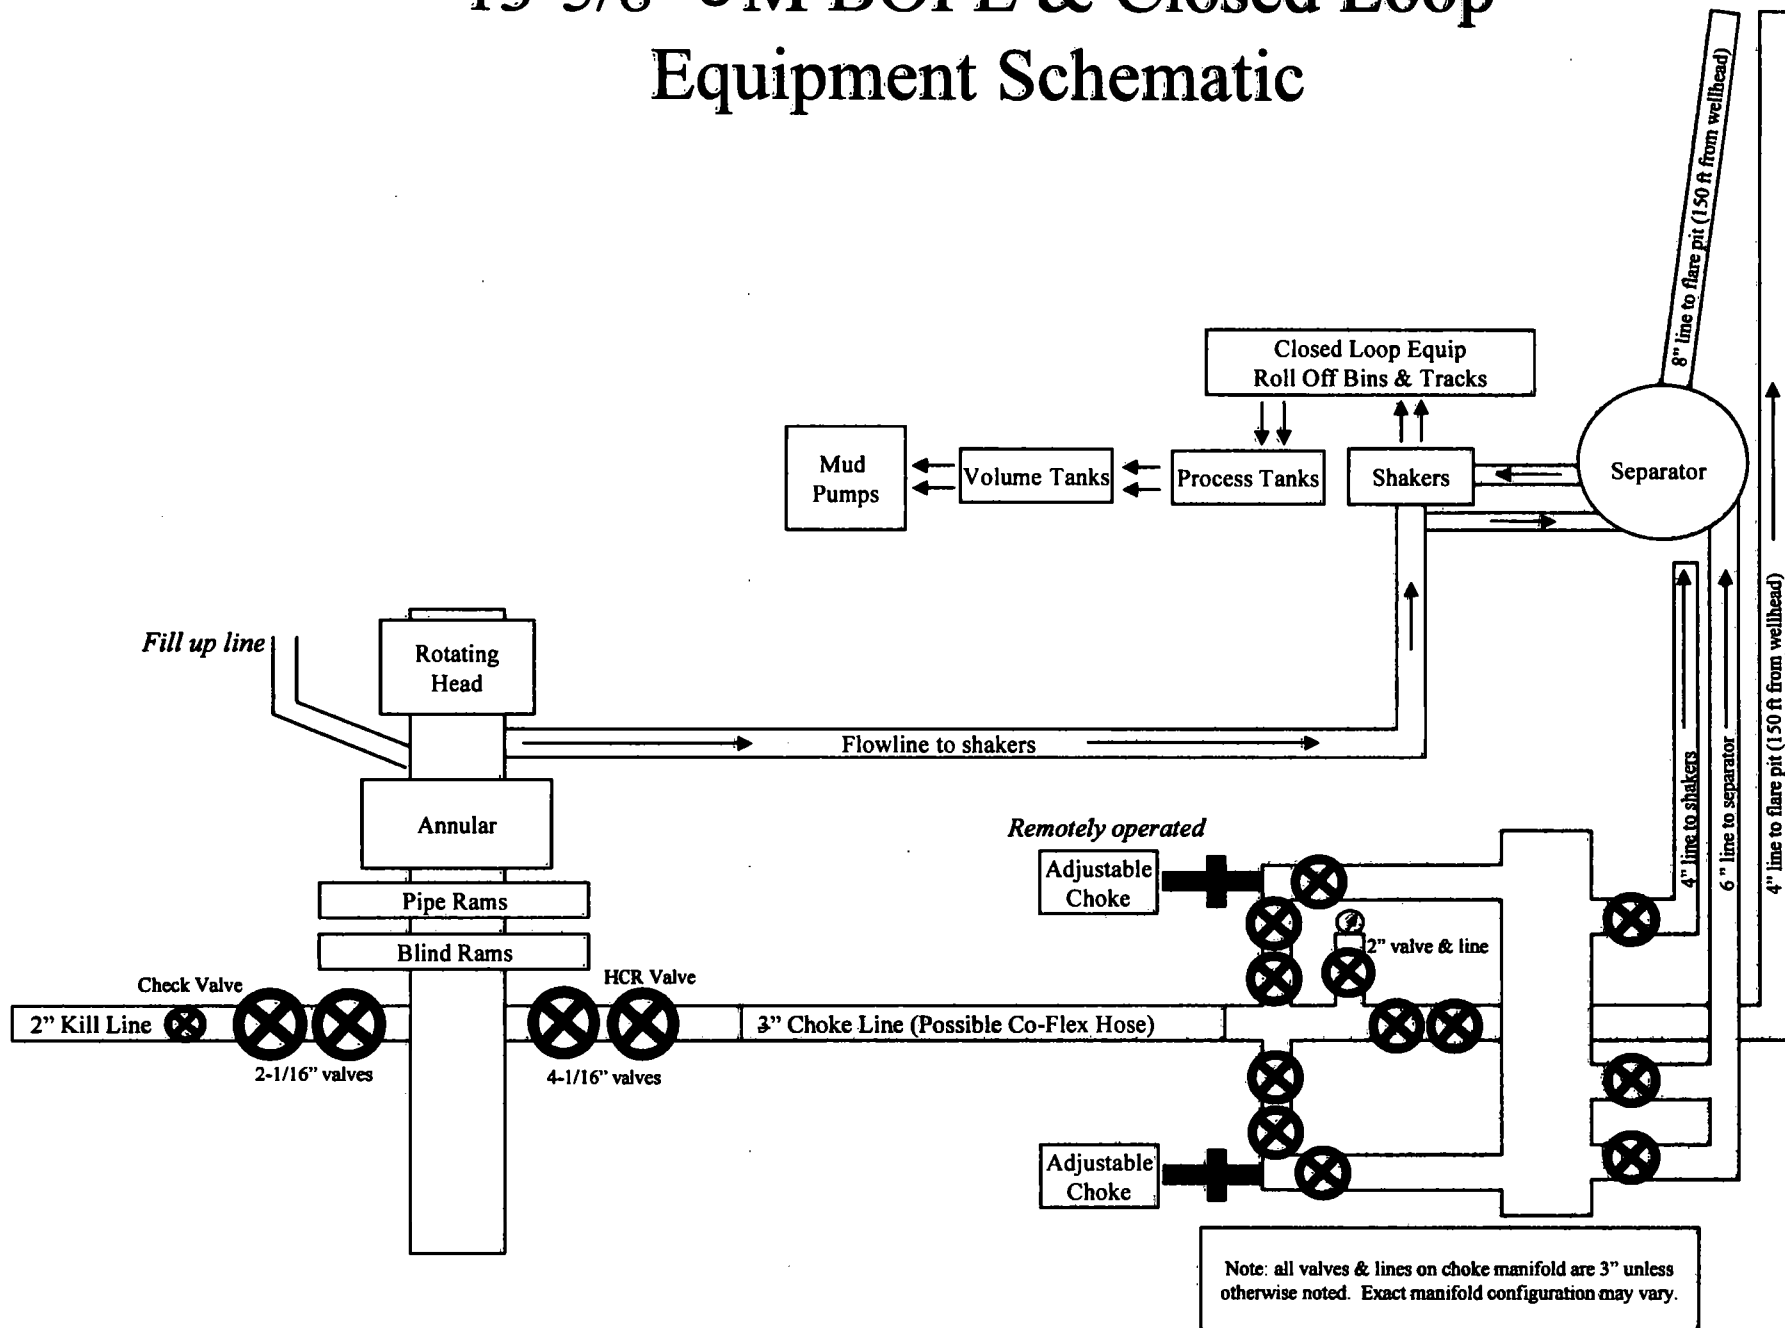 M BOPE & Closed Loop
Equipment Schematic
8" line to flare pit (150 ft from wellhead)
Closed Loop Equip
Roll Off Bins & Tracks
Mud
Pumps
Volume Tanks
Process Tanks
Shakers
Separator
Fill up line
Rotating
Head
Flowline to shakers
Annular
Pipe Rams
Blind Rams
Check Valve
HCR Valve
2" Kill Line
3" Choke Line (Possible Co-Flex Hose)
2-1/16" valves
4-1/16" valves
Remotely operated
Adjustable
Choke
2" valve & line
Adjustable
Choke
4" line to shakers
6" line to separator
4" line to flare pit (150 ft from wellhead)
Note: all valves & lines on choke manifold are 3" unless
otherwise noted. Exact manifold configuration may vary.